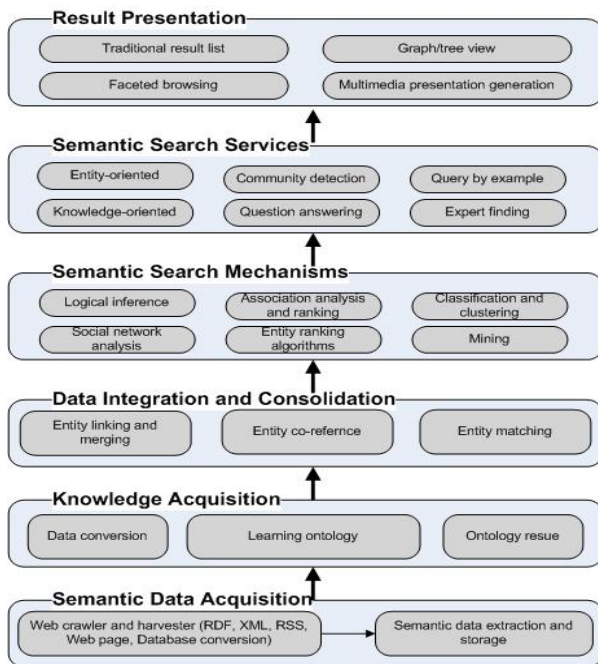 Result Presentation
Traditional result list
Graph/tree view
Faceted browsing
Multimedia presentation generation
Semantic Search Services
Entity-oriented
Community detection
Query by example
Knowledge-oriented
Question answering
Expert finding
Semantic Search Mechanisms
Logical inference
Association analysis
and ranking
Classification and
clustering
Social network
analysis
Entity ranking
algorithms
Mining
Data Integration and Consolidation
Entity linking and
merging
Entity co-refernce
Entity matching
Knowledge Acquisition
Data conversion
Learning ontology
Ontology resue
Semantic Data Acquisition
Web crawler and harvester (RDF, XML, RSS,
Web page, Database conversion)
Semantic data extraction and
storage